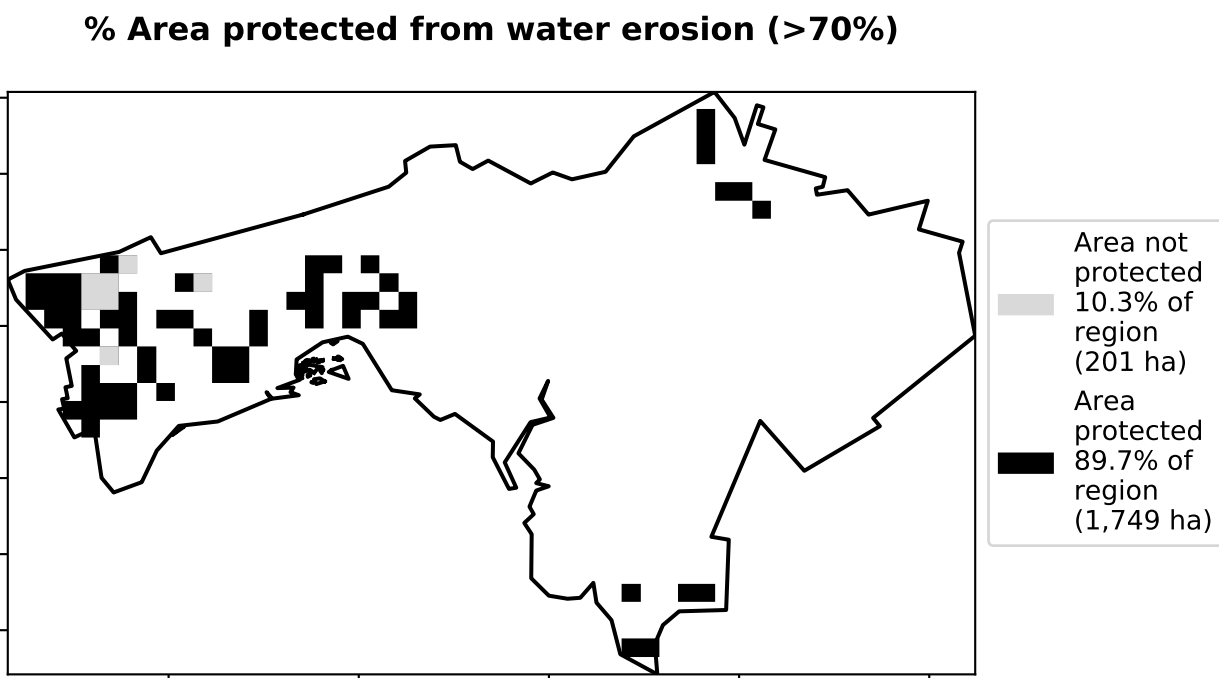 % Area protected from water erosion (>70%)
Area not
protected
10.3% of
region
(201 ha)
Area
protected
89.7% of
region
(1,749 ha)